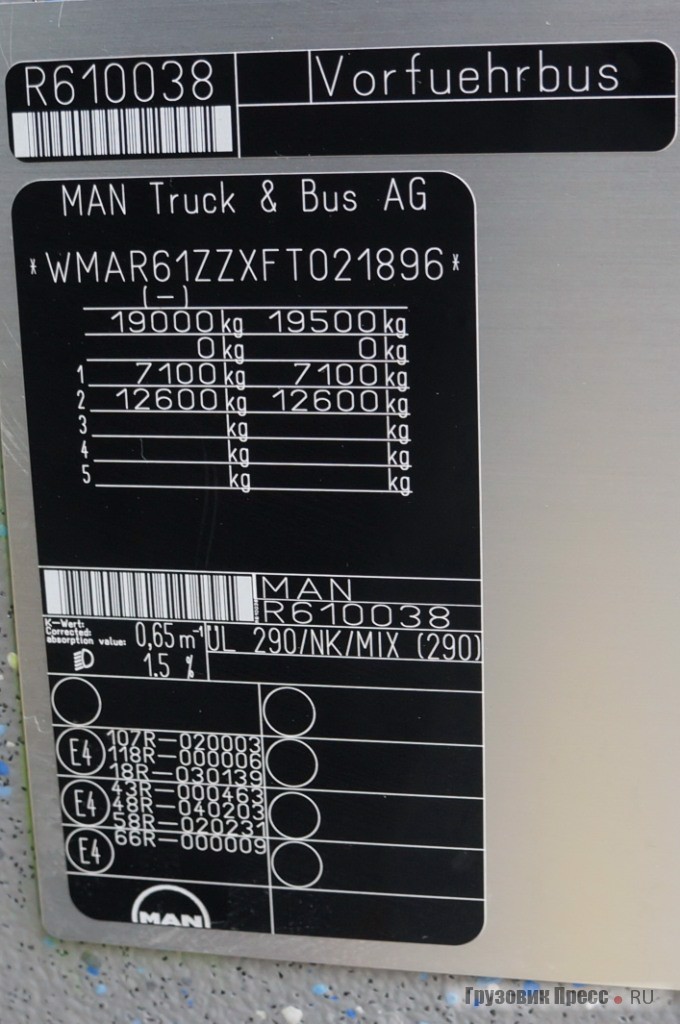 R610038 Vorfuehrbus
MAN Truck & Bus AG
*WMAR61ZZXFT021896*
(-)
19000 kg 19500 kg
0 kg 0 kg
1 7100 kg 7100 kg
2 12600 kg 12600 kg
3 kg kg
4 kg kg
5 kg kg
MAN
R610038
K-Wert:
Corrected
absorption value: 0,65 m⁻¹
UL 290/NK/MIX (290)
1.5 %
E4 107R-020003
118R-000006
18R-030139
E4 43R-000463
48R-040203
58R-020231
E4 66R-000009
MAN
Грузовик Пресс • RU